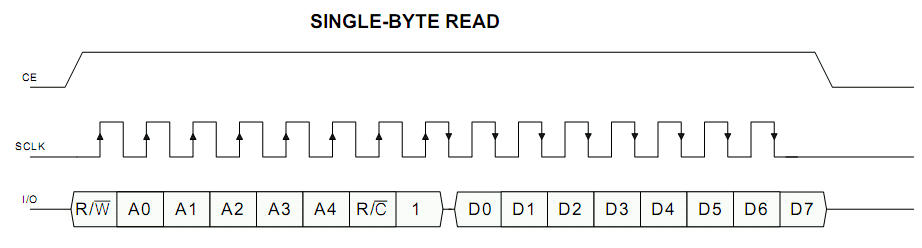 SINGLE-BYTE READ
CE
SCLK
I/O R/W̅ A0 A1 A2 A3 A4 R/C̅ 1 D0 D1 D2 D3 D4 D5 D6 D7